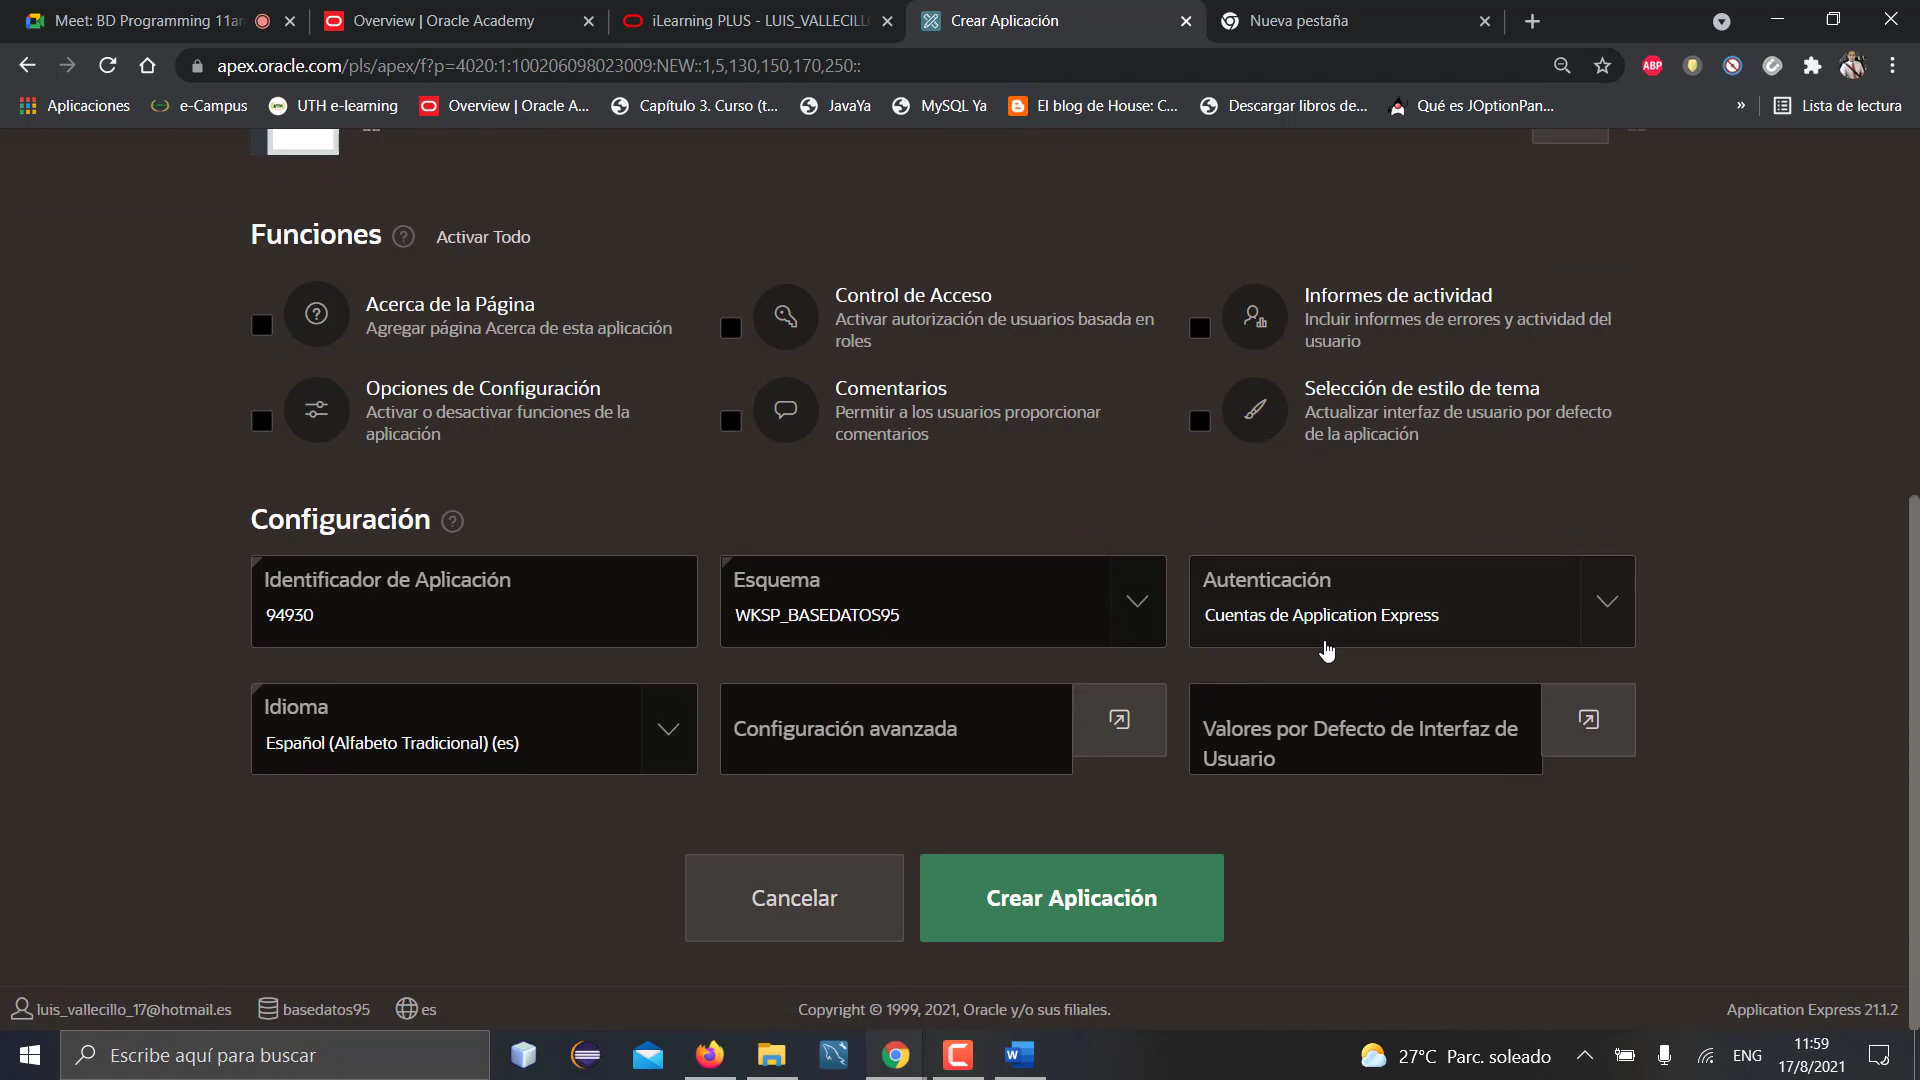 Meet: BD Programming 11am
Overview | Oracle Academy
iLearning PLUS - LUIS_VALLECILLO
Crear Aplicación
Nueva pestaña
apex.oracle.com/pls/apex/f?p=4020:1:100206098023009:NEW::1,5,130,150,170,250::
ABP
Aplicaciones
e-Campus
UTH e-learning
Overview | Oracle A...
Capítulo 3. Curso (t...
JavaYa
MySQL Ya
El blog de House: C...
Descargar libros de...
Qué es JOptionPan...
»
Lista de lectura
Funciones
Activar Todo
Acerca de la Página
Agregar página Acerca de esta aplicación
Control de Acceso
Activar autorización de usuarios basada en
roles
Informes de actividad
Incluir informes de errores y actividad del
usuario
Opciones de Configuración
Activar o desactivar funciones de la
aplicación
Comentarios
Permitir a los usuarios proporcionar
comentarios
Selección de estilo de tema
Actualizar interfaz de usuario por defecto
de la aplicación
Configuración
Identificador de Aplicación
94930
Esquema
WKSP_BASEDATOS95
Autenticación
Cuentas de Application Express
Idioma
Español (Alfabeto Tradicional) (es)
Configuración avanzada
Valores por Defecto de Interfaz de
Usuario
Cancelar
Crear Aplicación
luis_vallecillo_17@hotmail.es
basedatos95
es
Copyright © 1999, 2021, Oracle y/o sus filiales.
Application Express 21.1.2
Escribe aquí para buscar
27°C Parc. soleado
ENG
11:59
17/8/2021